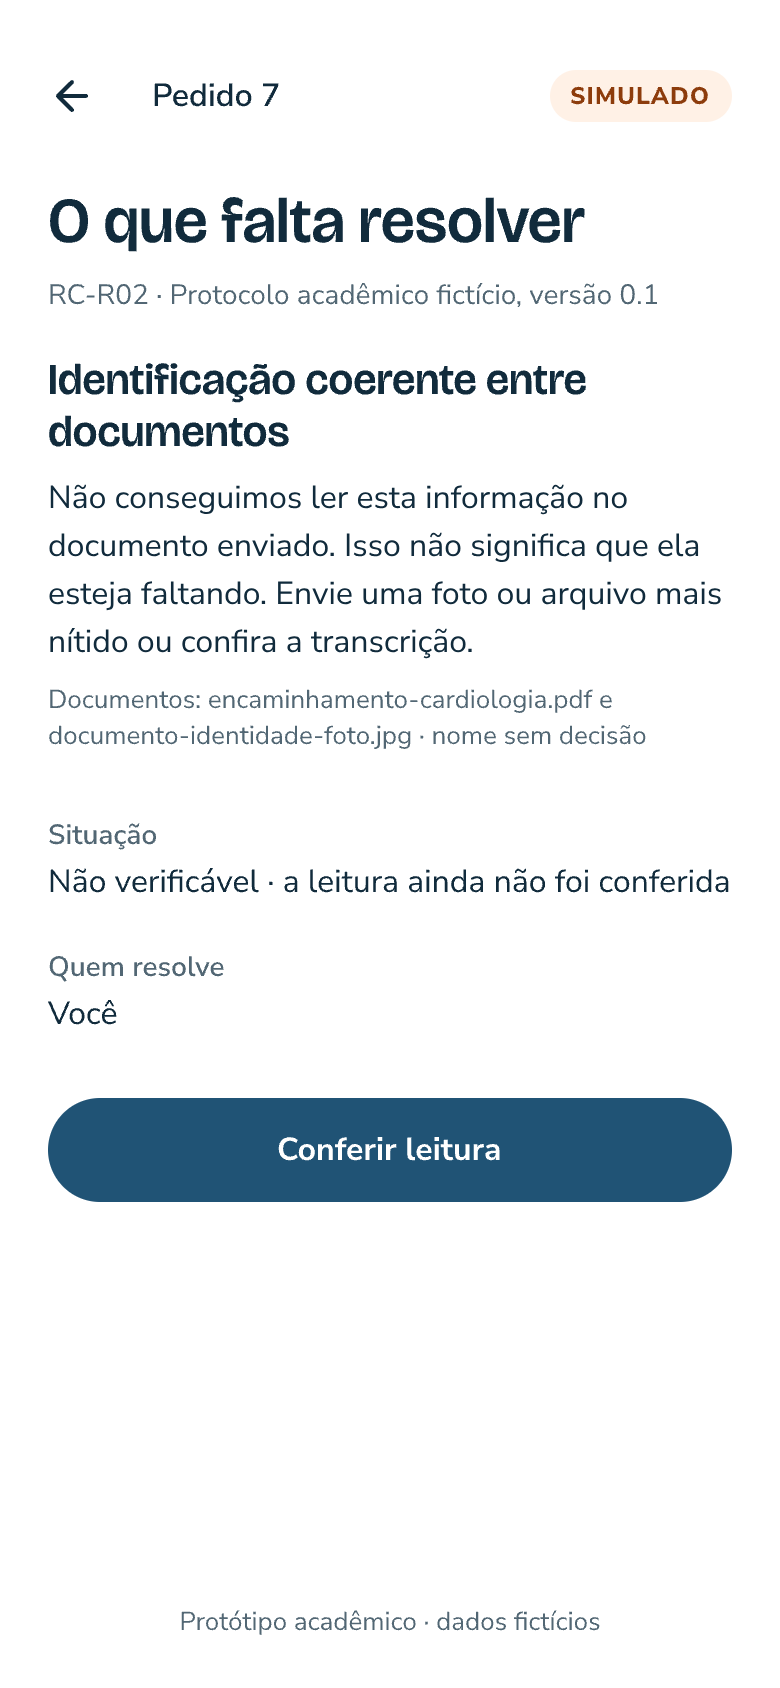 Pedido 7
SIMULADO
O que falta resolver
RC-R02 · Protocolo acadêmico fictício, versão 0.1
Identificação coerente entre
documentos
Não conseguimos ler esta informação no
documento enviado. Isso não significa que ela
esteja faltando. Envie uma foto ou arquivo mais
nítido ou confira a transcrição.
Documentos: encaminhamento-cardiologia.pdf e
documento-identidade-foto.jpg · nome sem decisão
Situação
Não verificável · a leitura ainda não foi conferida
Quem resolve
Você
Conferir leitura
Protótipo acadêmico · dados fictícios